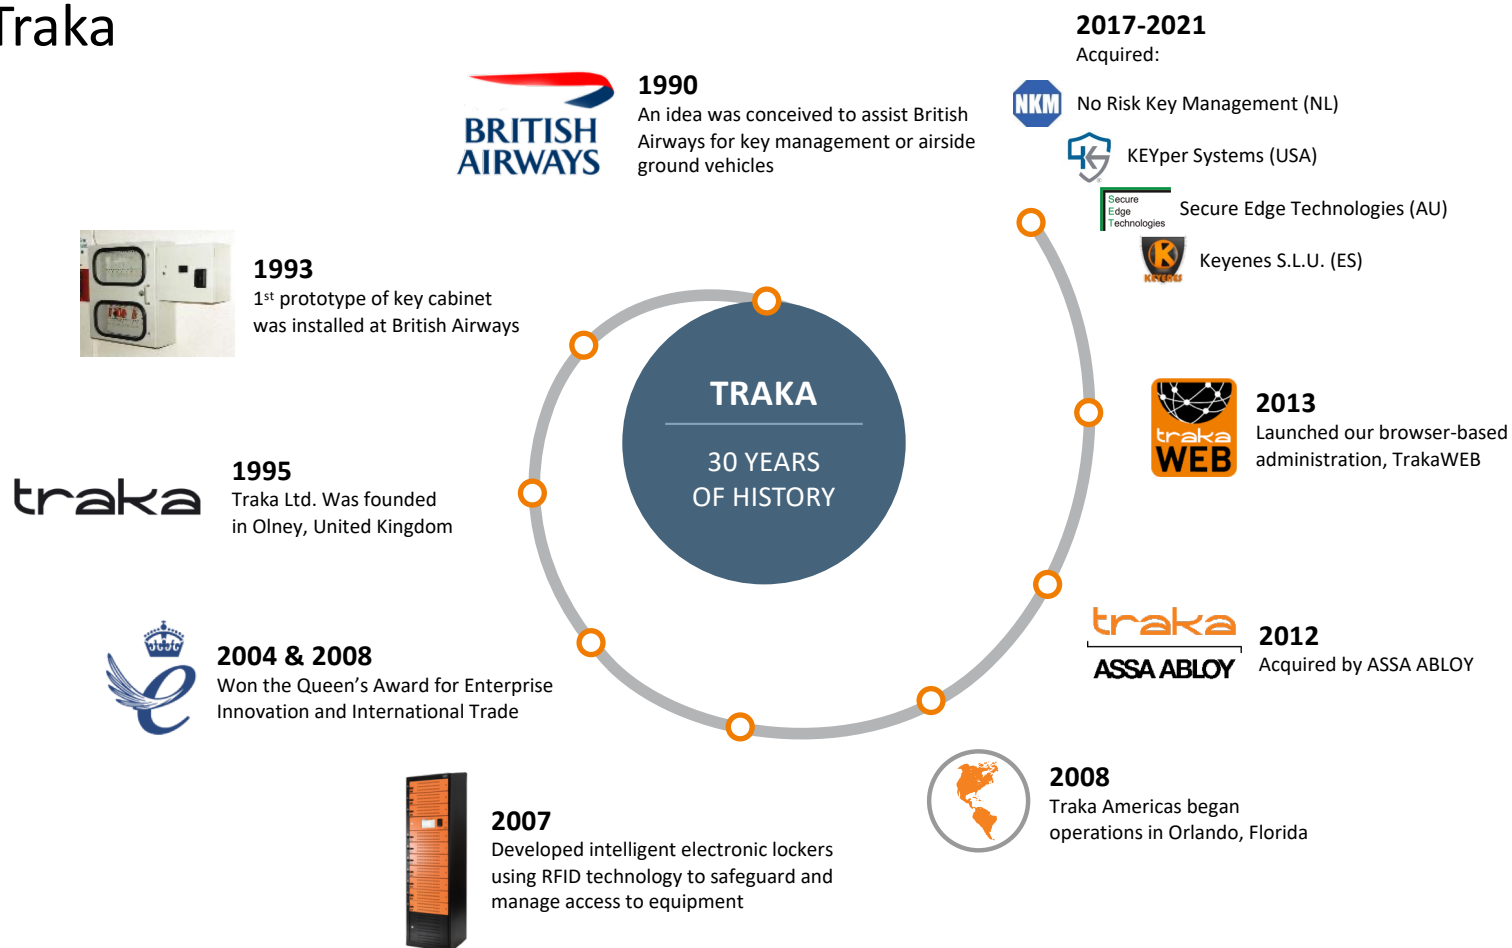 Traka
BRITISH
AIRWAYS
1990
An idea was conceived to assist British
Airways for key management or airside
ground vehicles
1993
1st prototype of key cabinet
was installed at British Airways
traka
1995
Traka Ltd. Was founded
in Olney, United Kingdom
2004 & 2008
Won the Queen's Award for Enterprise
Innovation and International Trade
2007
Developed intelligent electronic lockers
using RFID technology to safeguard and
manage access to equipment
2008
Traka Americas began
operations in Orlando, Florida
traka
ASSA ABLOY
2012
Acquired by ASSA ABLOY
traka
WEB
2013
Launched our browser-based
administration, TrakaWEB
2017-2021
Acquired:
NKM
No Risk Key Management (NL)
KEYper Systems (USA)
Secure
Edge
Technologies
Secure Edge Technologies (AU)
KEYENES
Keyenes S.L.U. (ES)
TRAKA
30 YEARS
OF HISTORY